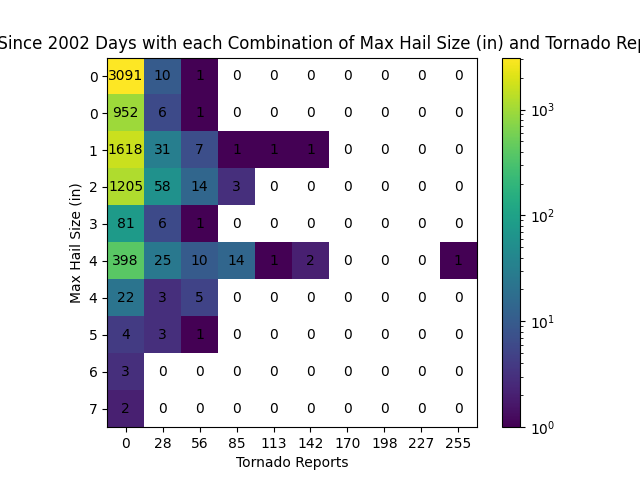 Since 2002 Days with each Combination of Max Hail Size (in) and Tornado Rep
0 3091 10 1 0 0 0 0 0 0 0
0 952 6 1 0 0 0 0 0 0 0
1 1618 31 7 1 1 1 0 0 0 0
2 1205 58 14 3 0 0 0 0 0 0
3 81 6 1 0 0 0 0 0 0 0
4 398 25 10 14 1 2 0 0 0 1
4 22 3 5 0 0 0 0 0 0 0
5 4 3 1 0 0 0 0 0 0 0
6 3 0 0 0 0 0 0 0 0 0
7 2 0 0 0 0 0 0 0 0 0
0 28 56 85 113 142 170 198 227 255
Tornado Reports
Max Hail Size (in)
10³
10²
10¹
10⁰